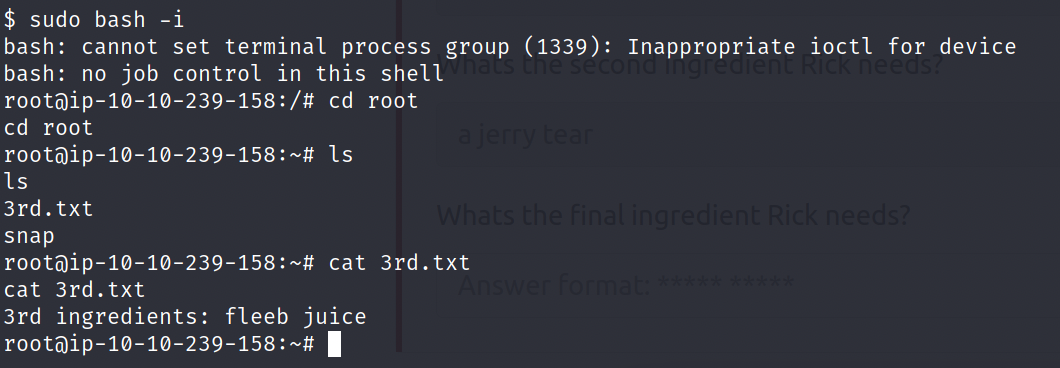 $ sudo bash -i
bash: cannot set terminal process group (1339): Inappropriate ioctl for device
bash: no job control in this shell
Whats the second ingredient Rick needs?
root@ip-10-10-239-158:/# cd root
cd root
a jerry tear
root@ip-10-10-239-158:~# ls
ls
3rd.txt
Whats the final ingredient Rick needs?
snap
root@ip-10-10-239-158:~# cat 3rd.txt
cat 3rd.txt
Answer format: ***** *****
3rd ingredients: fleeb juice
root@ip-10-10-239-158:~#